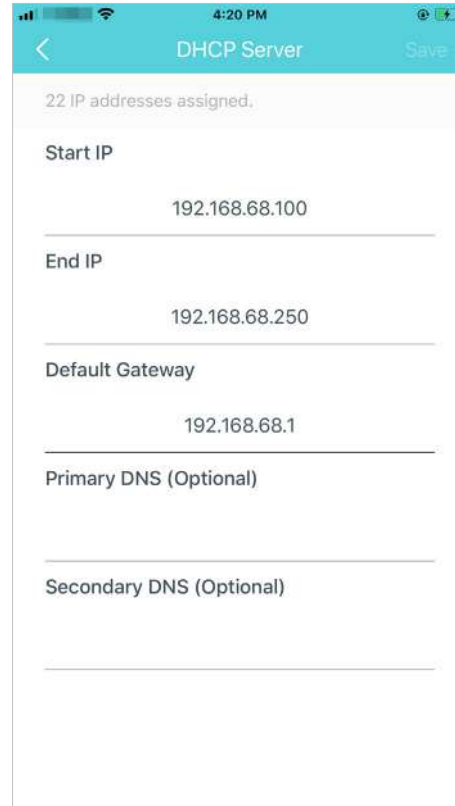 4:20 PM
DHCP Server
Save
22 IP addresses assigned.
Start IP
192.168.68.100
End IP
192.168.68.250
Default Gateway
192.168.68.1
Primary DNS (Optional)
Secondary DNS (Optional)